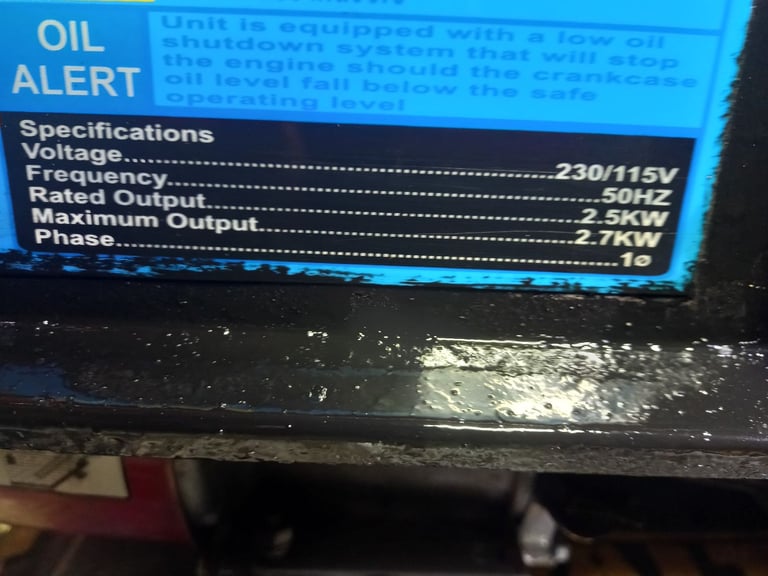 OIL
ALERT
Unit is equipped with a low oil
shutdown system that will stop
the engine should the crankcase
oil level fall below the safe
operating level
Specifications
Voltage........................................................230/115V
Frequency........................................................50HZ
Rated Output........................................................2.5KW
Maximum Output........................................................2.7KW
Phase........................................................1ø